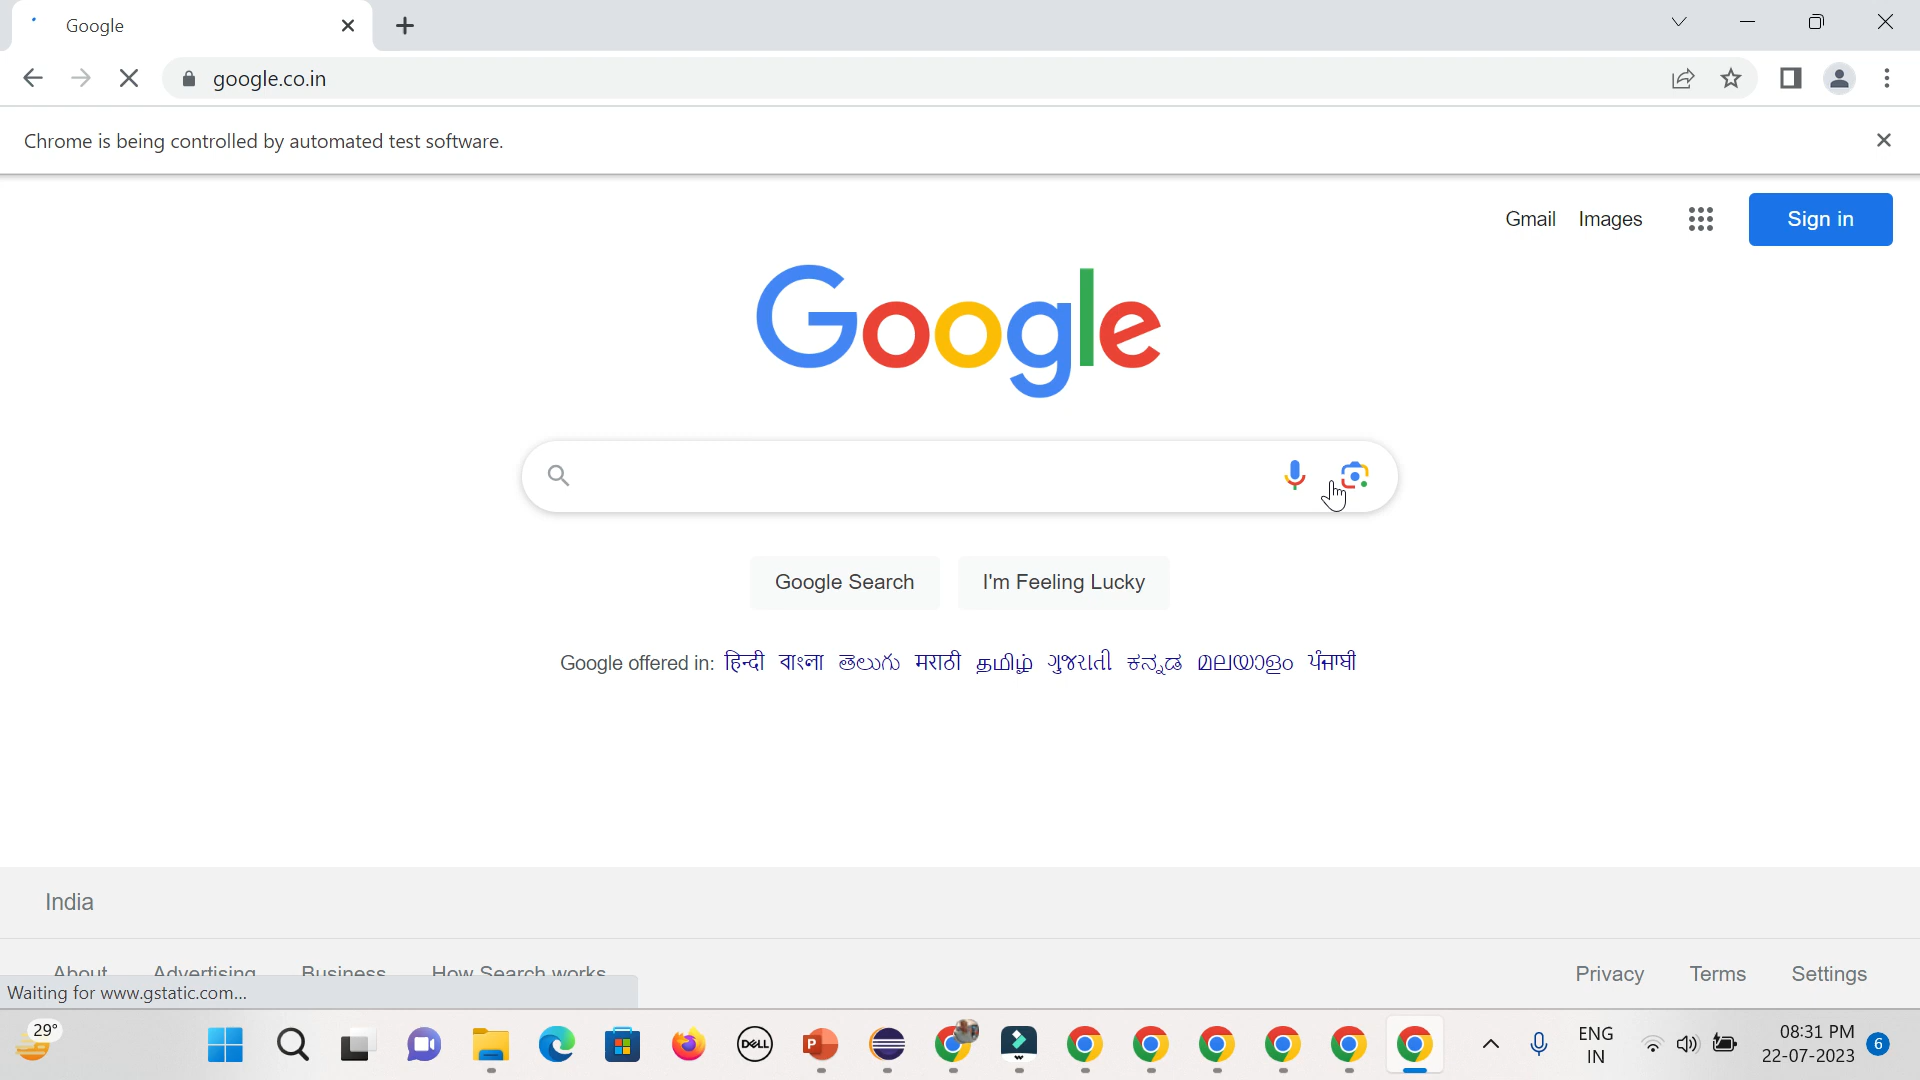 Google
google.co.in
Chrome is being controlled by automated test software.
Gmail Images Sign in
Google
Google Search I'm Feeling Lucky
Google offered in: हिन्दी বাংলা తెలుగు मराठी தமிழ் ગુજરાતી ಕನ್ನಡ മലയാളം ਪੰਜਾਬੀ
India
About Advertising Business How Search works Privacy Terms Settings
Waiting for www.gstatic.com...
29°
DELL
P
ENG
IN
08:31 PM
22-07-2023
6